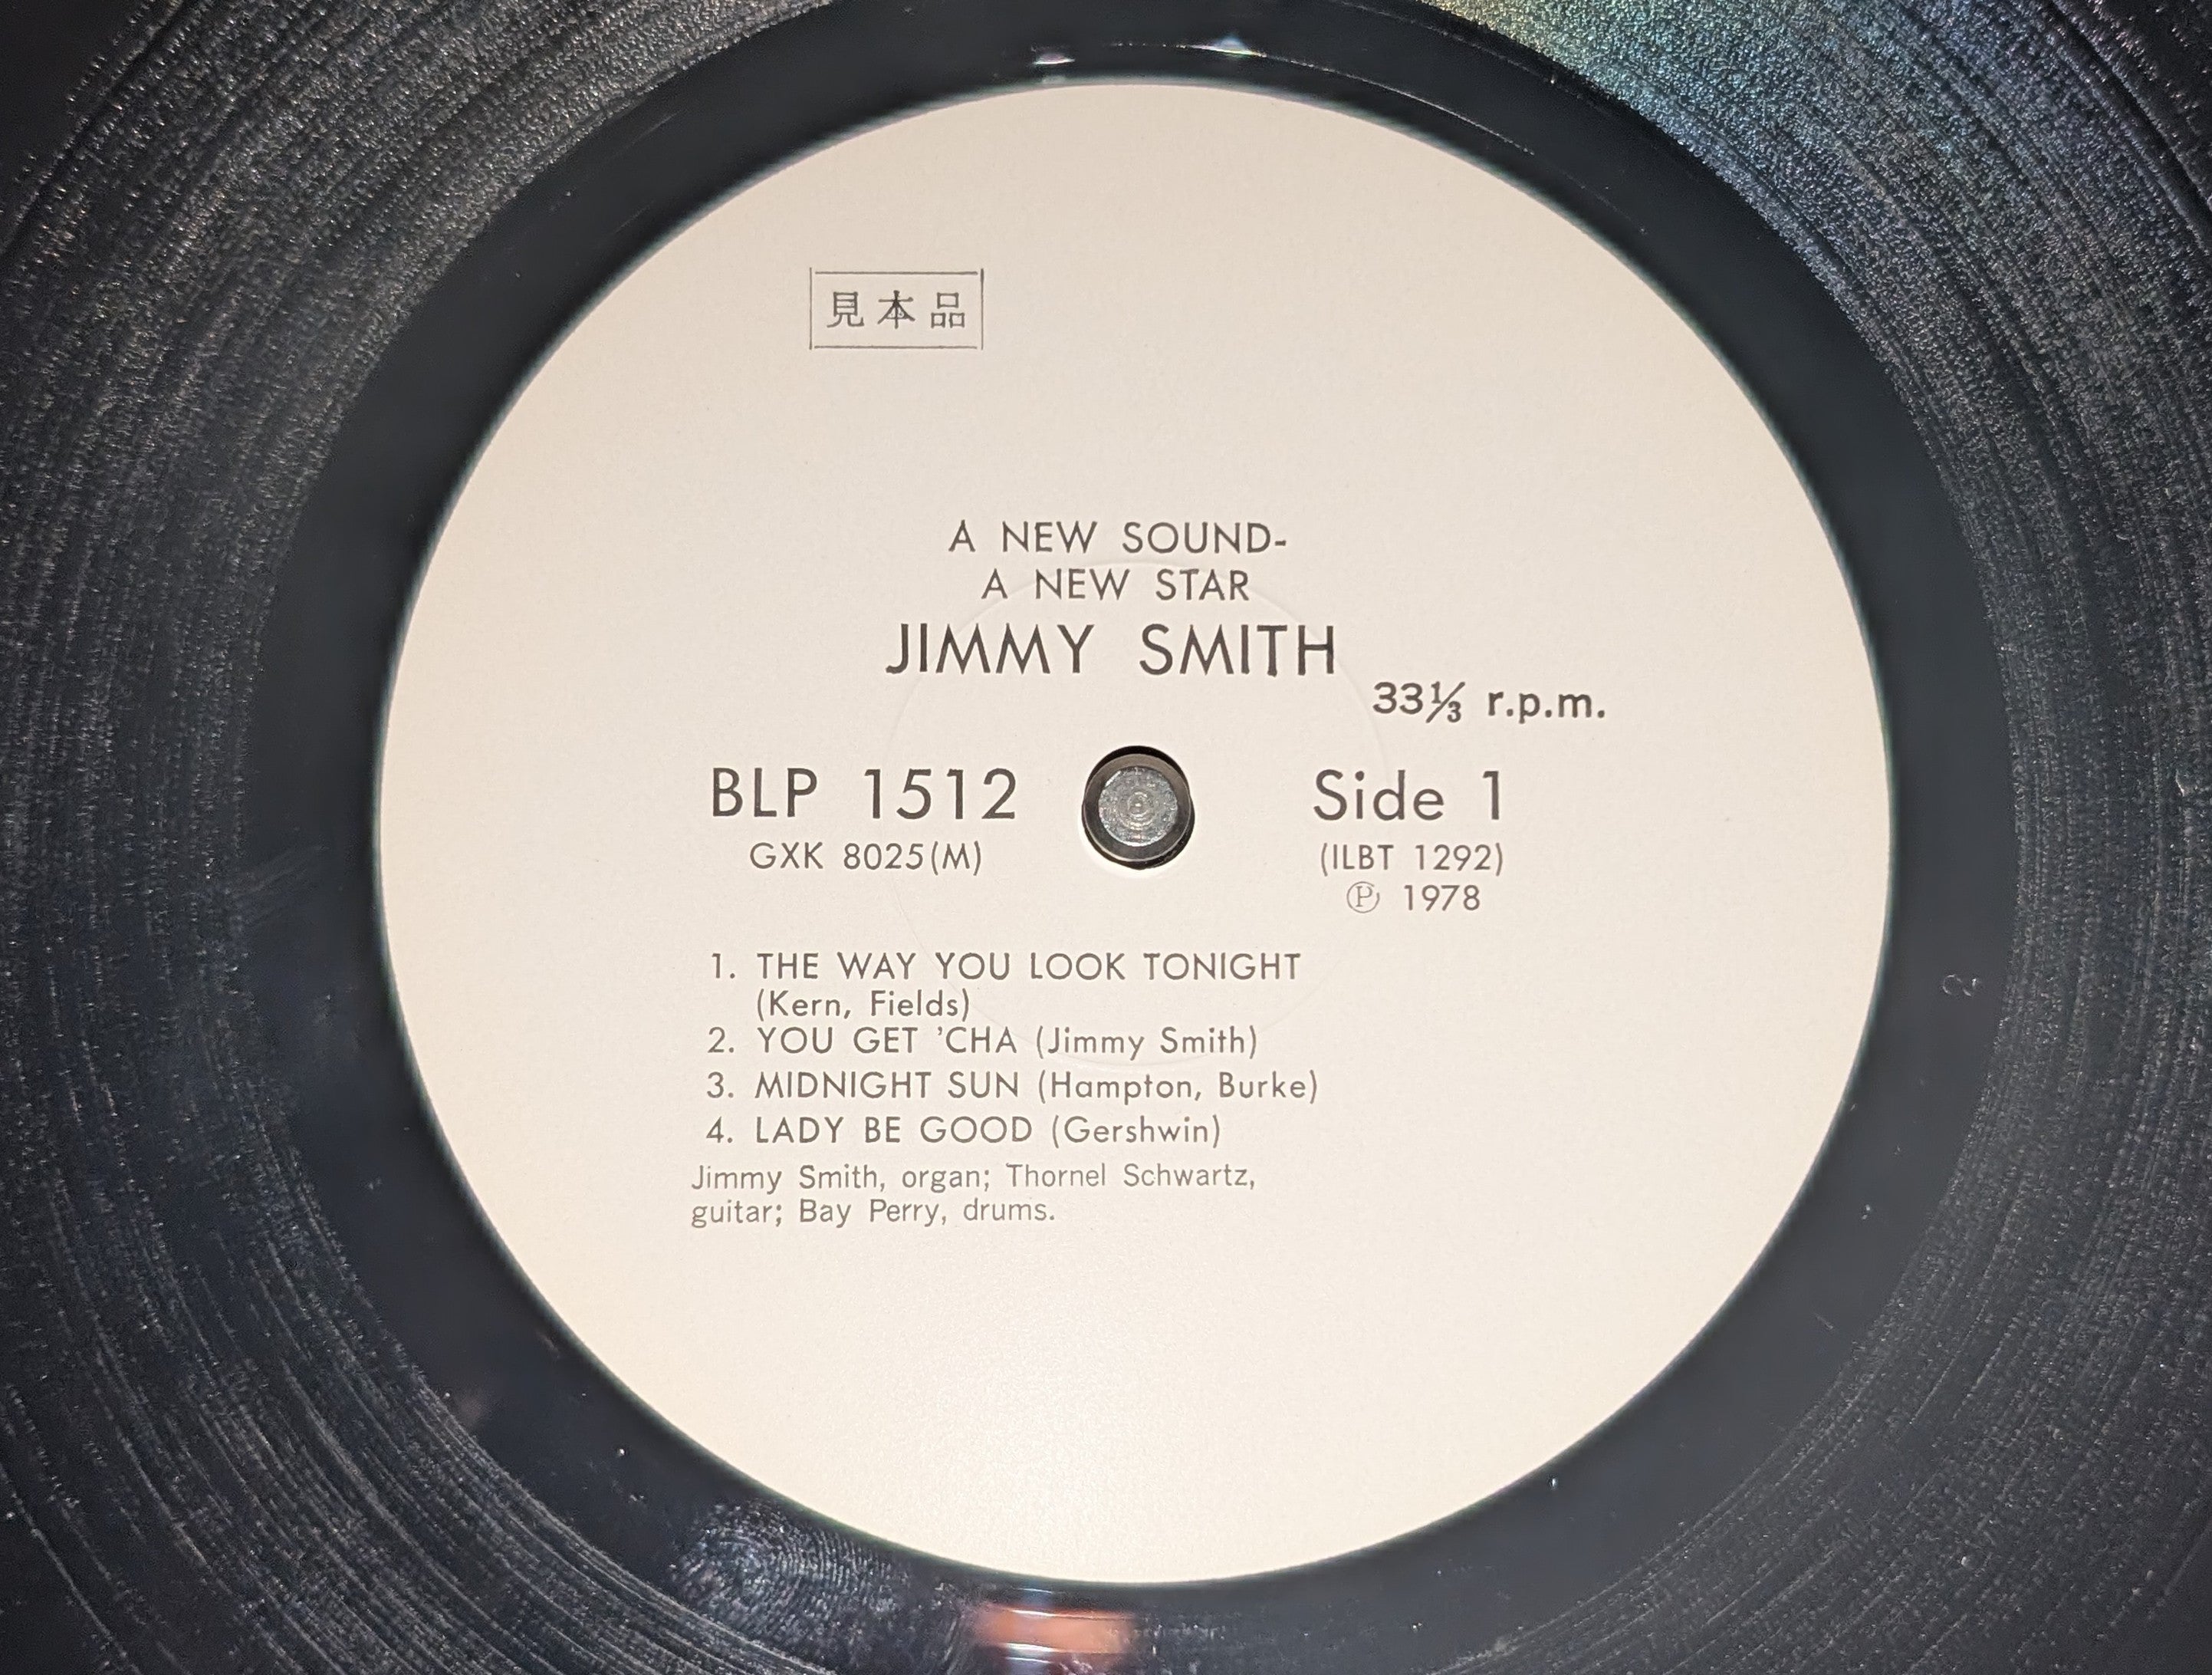 見本品
A NEW SOUND-
A NEW STAR
JIMMY SMITH
33⅓ r.p.m.
BLP 1512 Side 1
GXK 8025(M) (ILBT 1292)
℗ 1978
1. THE WAY YOU LOOK TONIGHT
(Kern, Fields)
2. YOU GET 'CHA (Jimmy Smith)
3. MIDNIGHT SUN (Hampton, Burke)
4. LADY BE GOOD (Gershwin)
Jimmy Smith, organ; Thornel Schwartz,
guitar; Bay Perry, drums.
2